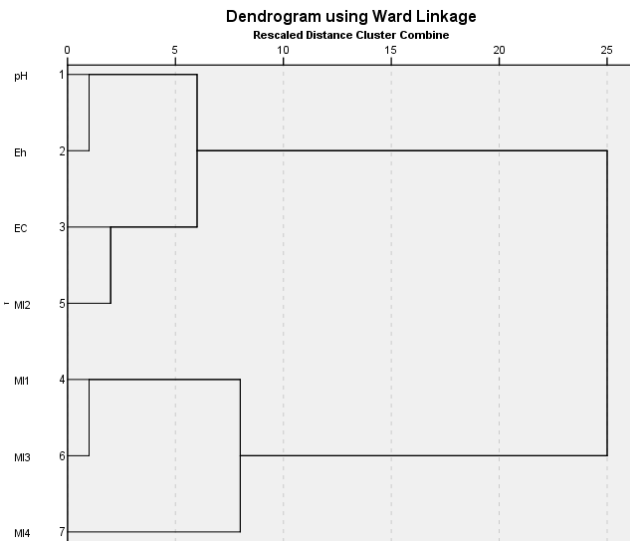 Dendrogram using Ward Linkage
Rescaled Distance Cluster Combine
0 5 10 15 20 25
pH 1
Eh 2
EC 3
MI2 5
MI1 4
MI3 6
MI4 7